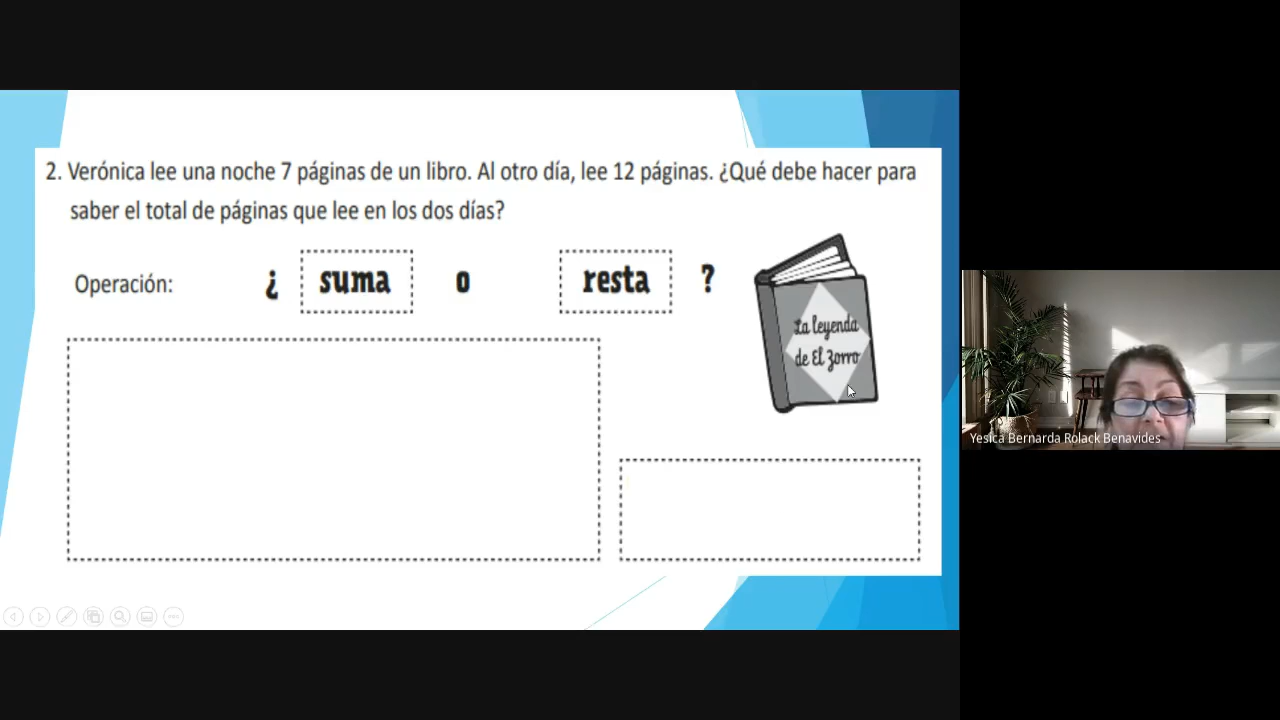 2. Verónica lee una noche 7 páginas de un libro. Al otro día, lee 12 páginas. ¿Qué debe hacer para
saber el total de páginas que lee en los dos días?
Operación: ¿ suma o resta ?
La leyenda
de El Zorro
Yesica Bernarda Rolack Benavides